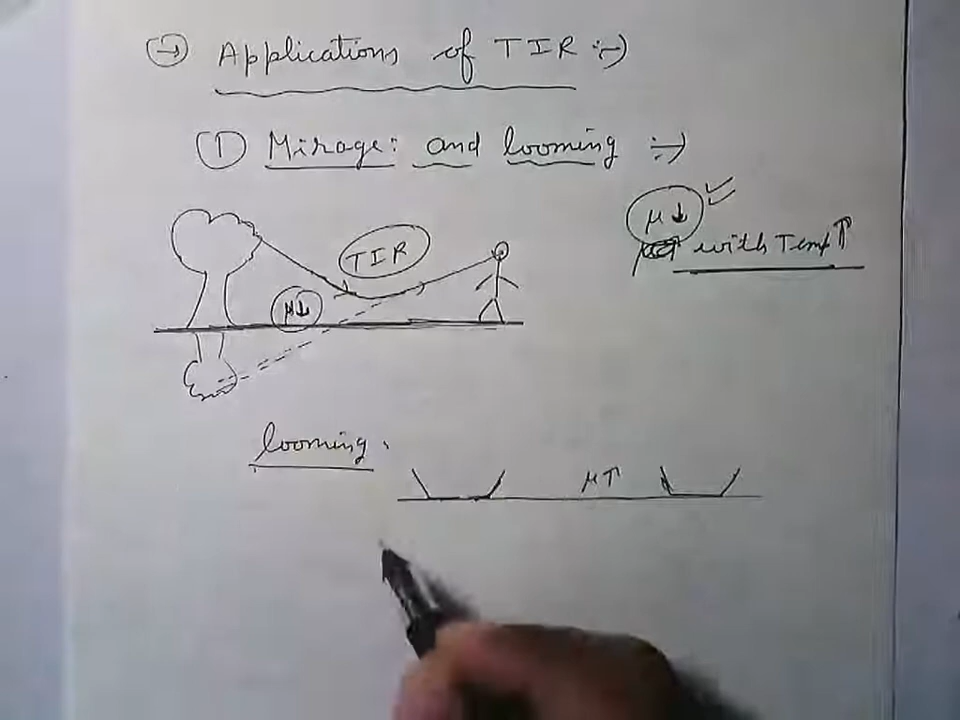 → Applications of TIR :→
① Mirage: and looming :→
μ↓
with Temp↑
TIR
μ↓
looming.
μ↑